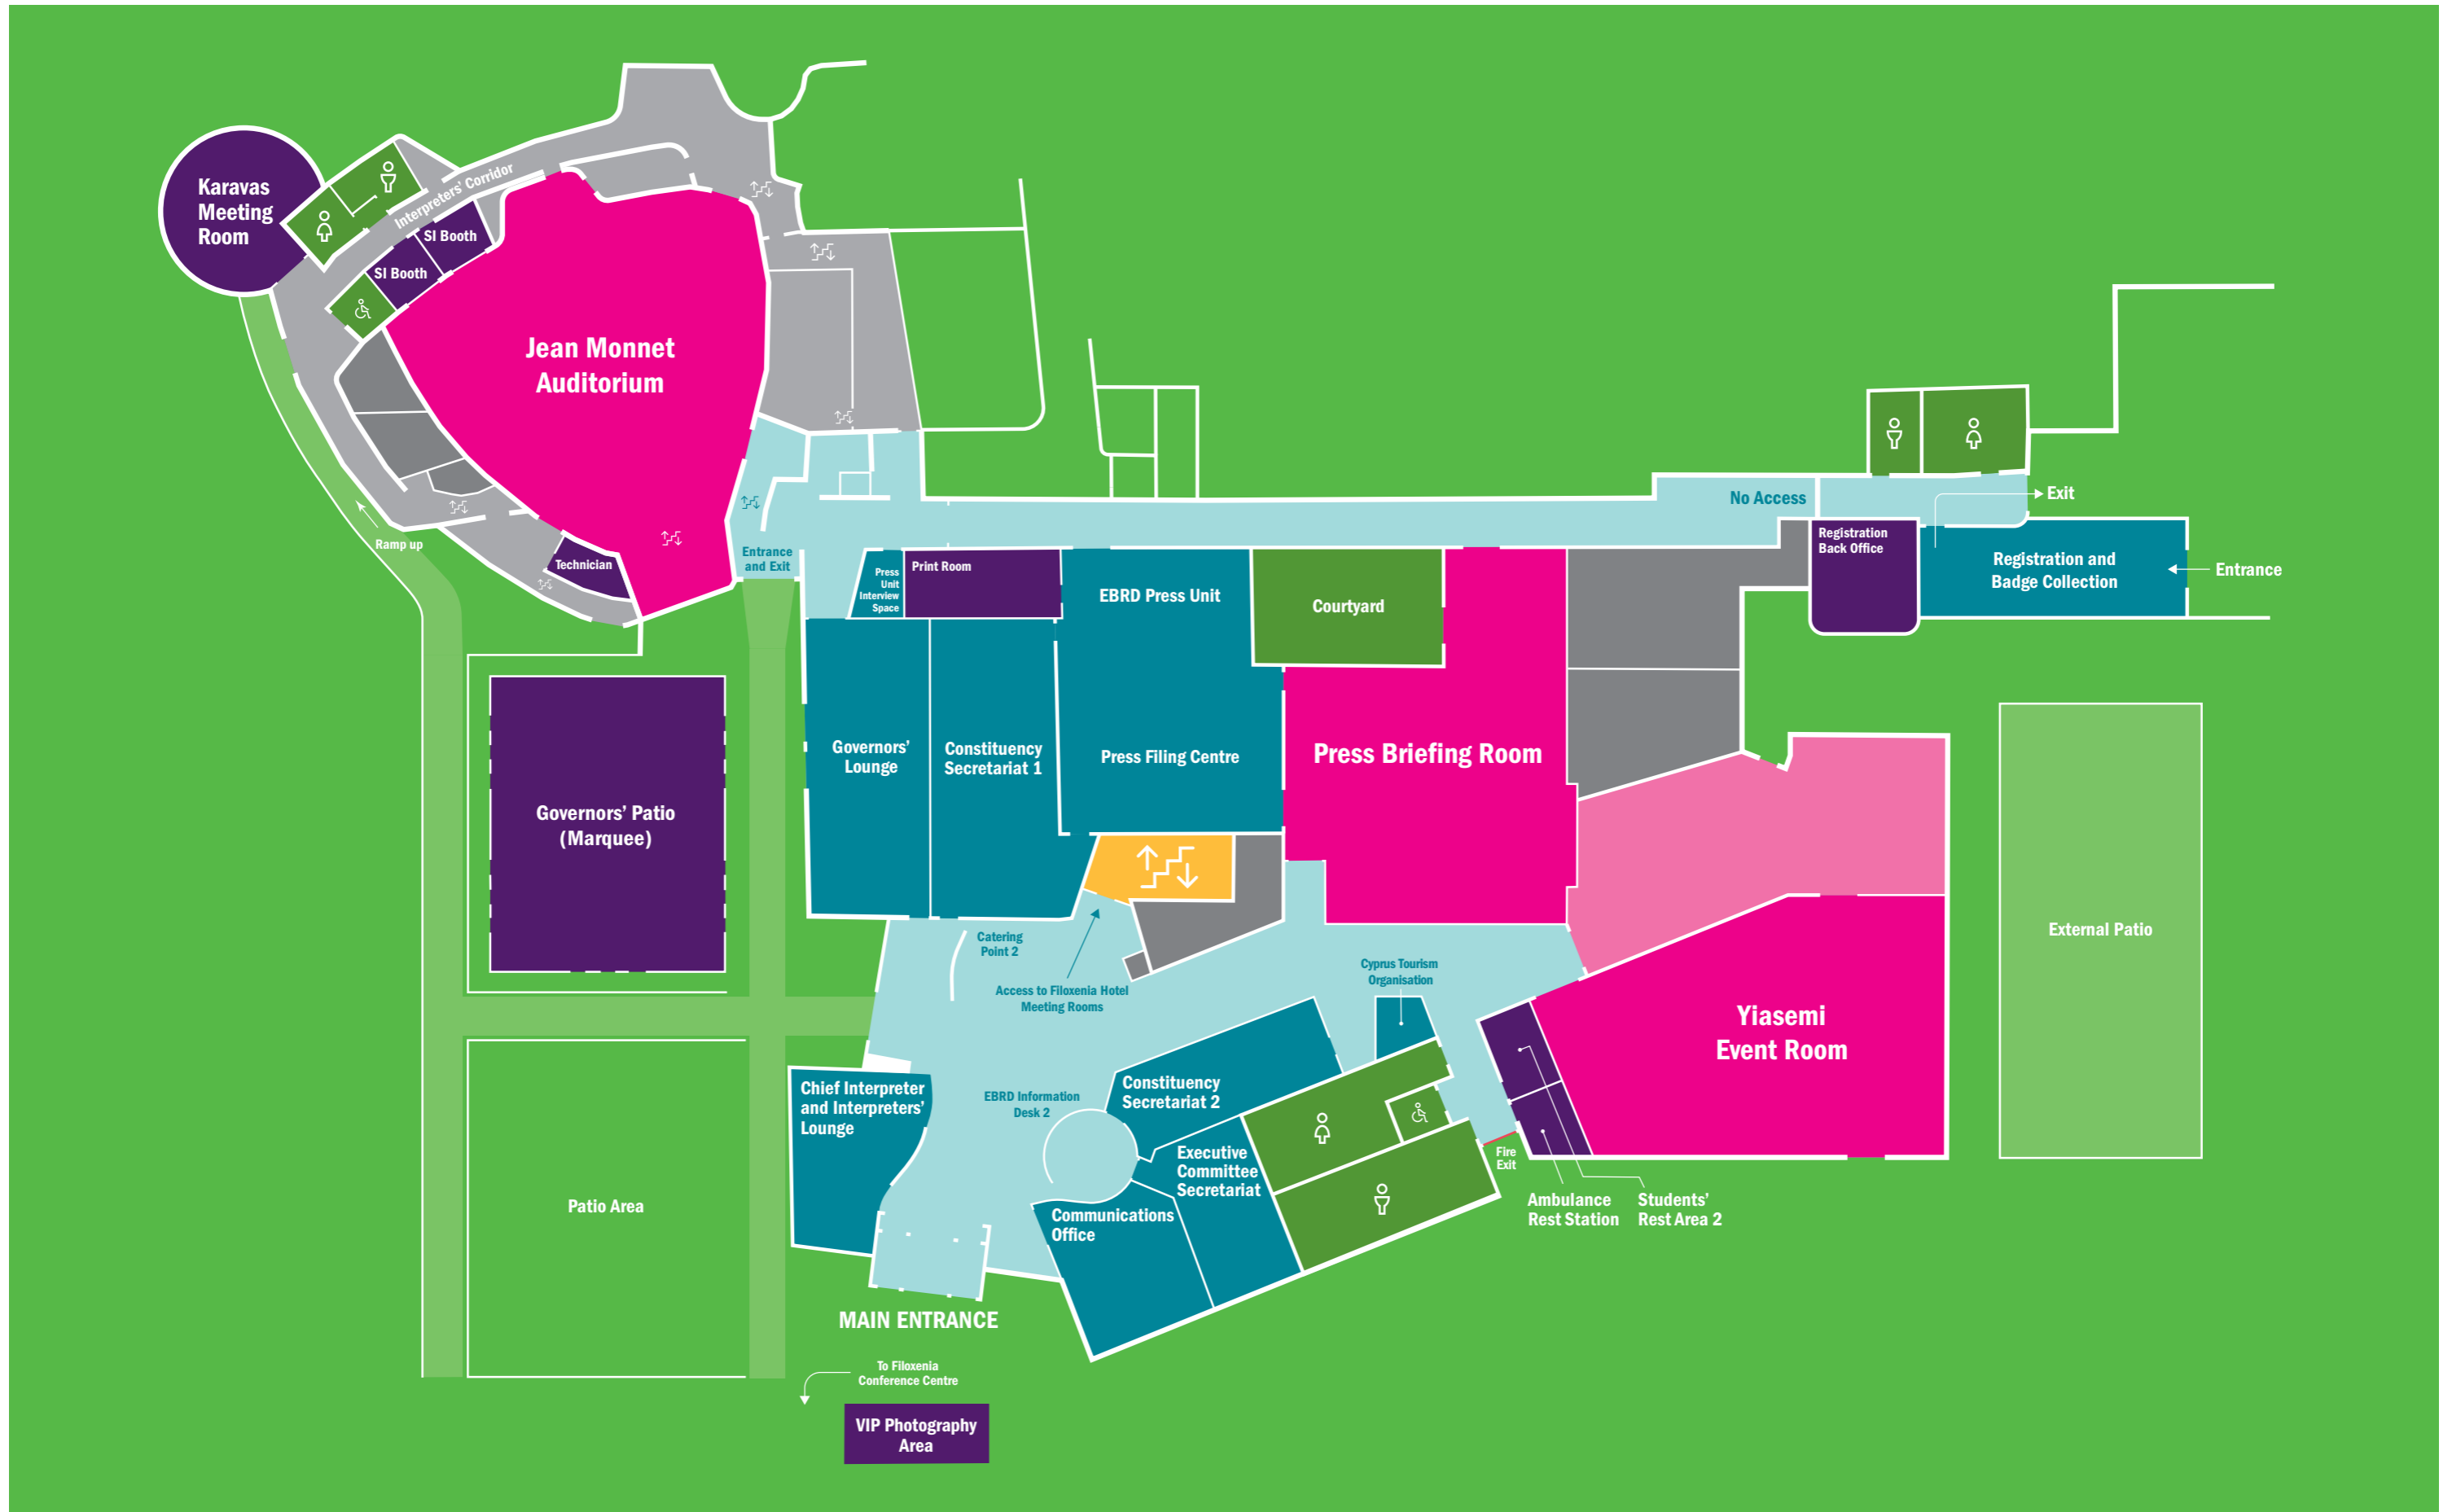 Karavas
Meeting
Room
Interpreters’ Corridor
SI Booth
SI Booth
Jean Monnet
Auditorium
Ramp up
Technician
Entrance
and Exit
No Access
Exit
Registration
Back Office
Registration and
Badge Collection
Entrance
Press
Unit
Interview
Space
Print Room
EBRD Press Unit
Courtyard
Governors’
Lounge
Constituency
Secretariat 1
Press Filing Centre
Press Briefing Room
Governors’ Patio
(Marquee)
External Patio
Catering
Point 2
Access to Filoxenia Hotel
Meeting Rooms
Cyprus Tourism
Organisation
Yiasemi
Event Room
Chief Interpreter
and Interpreters’
Lounge
EBRD Information
Desk 2
Constituency
Secretariat 2
Executive
Committee
Secretariat
Communications
Office
Fire
Exit
Ambulance
Rest Station
Students’
Rest Area 2
Patio Area
MAIN ENTRANCE
To Filoxenia
Conference Centre
VIP Photography
Area